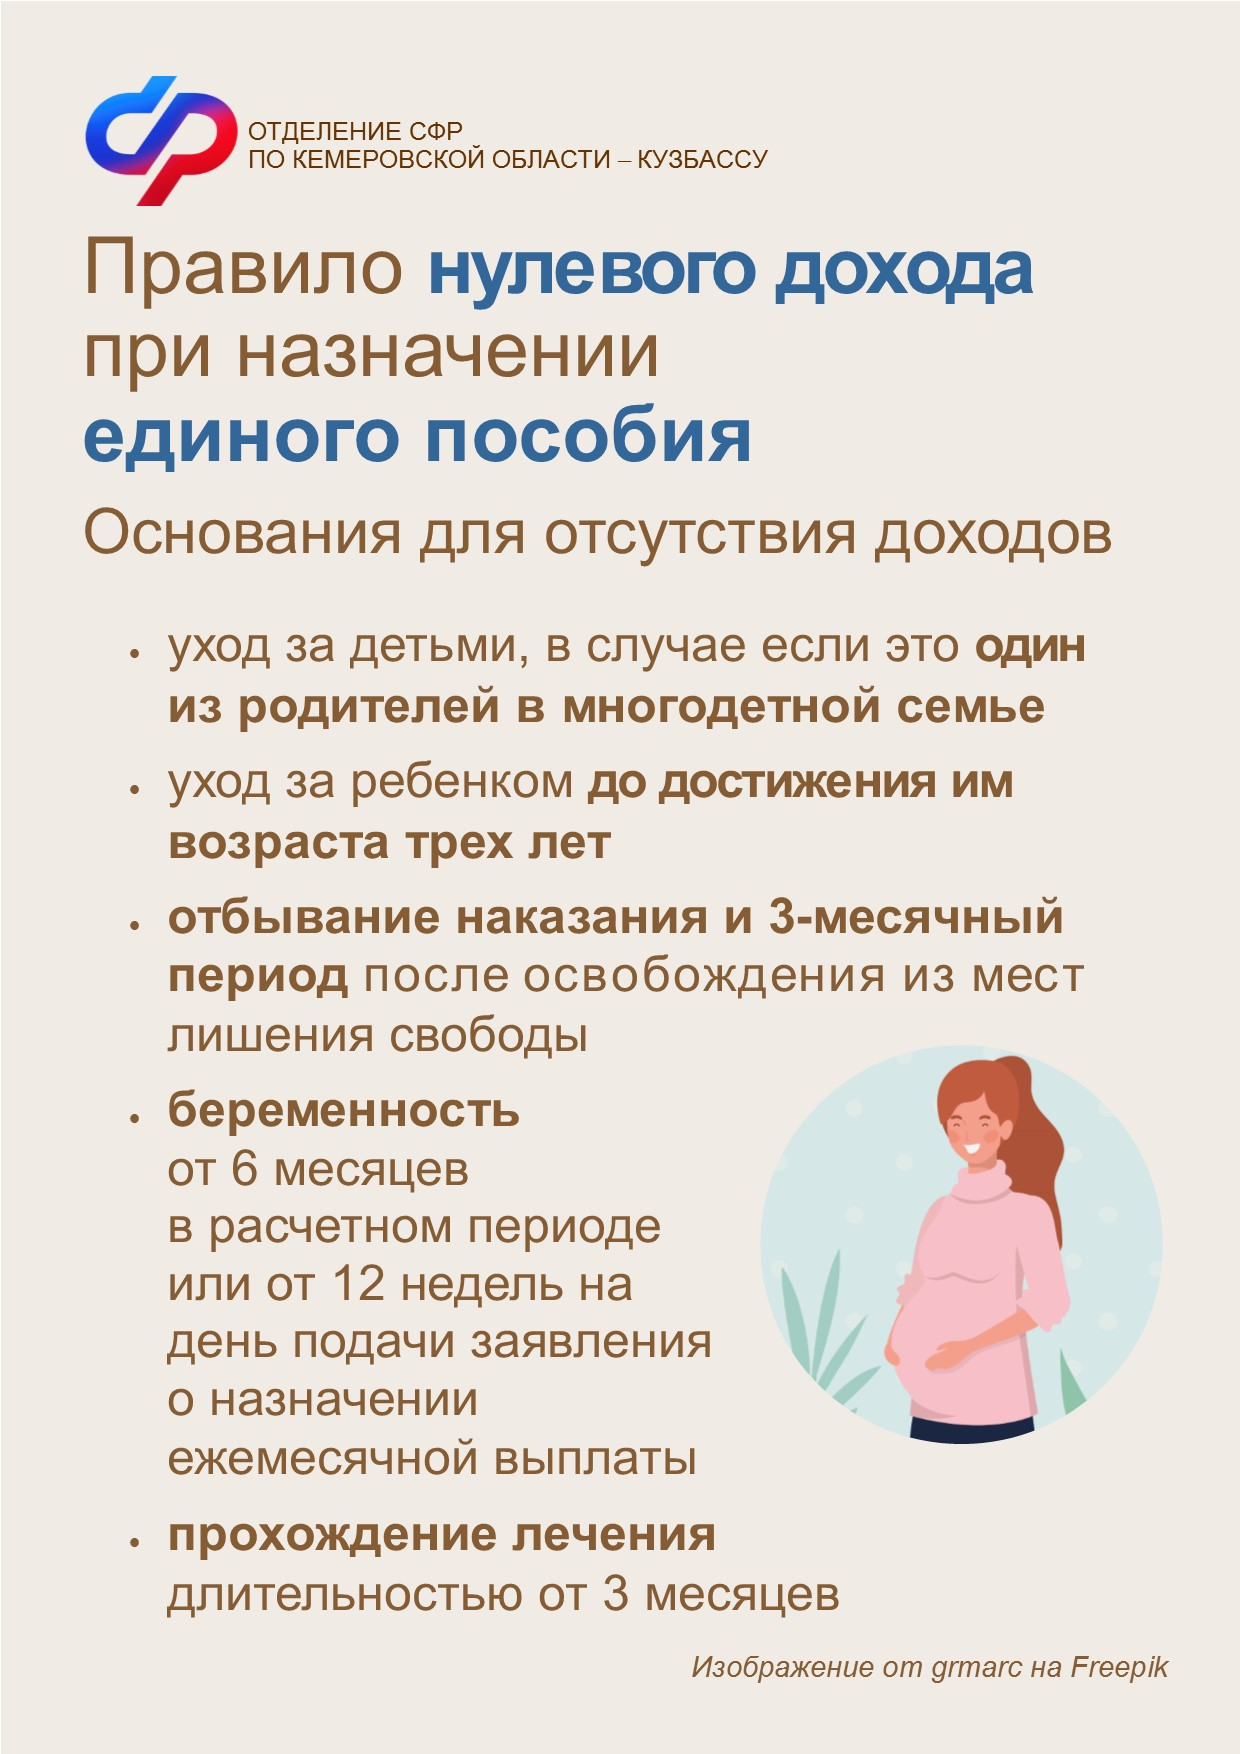 ОТДЕЛЕНИЕ СФР
ПО КЕМЕРОВСКОЙ ОБЛАСТИ – КУЗБАССУ
Правило нулевого дохода
при назначении
единого пособия
Основания для отсутствия доходов
• уход за детьми, в случае если это один
из родителей в многодетной семье
• уход за ребенком до достижения им
возраста трех лет
• отбывание наказания и 3-месячный
период после освобождения из мест
лишения свободы
• беременность
от 6 месяцев
в расчетном периоде
или от 12 недель на
день подачи заявления
о назначении
ежемесячной выплаты
• прохождение лечения
длительностью от 3 месяцев
Изображение от grmarc на Freepik